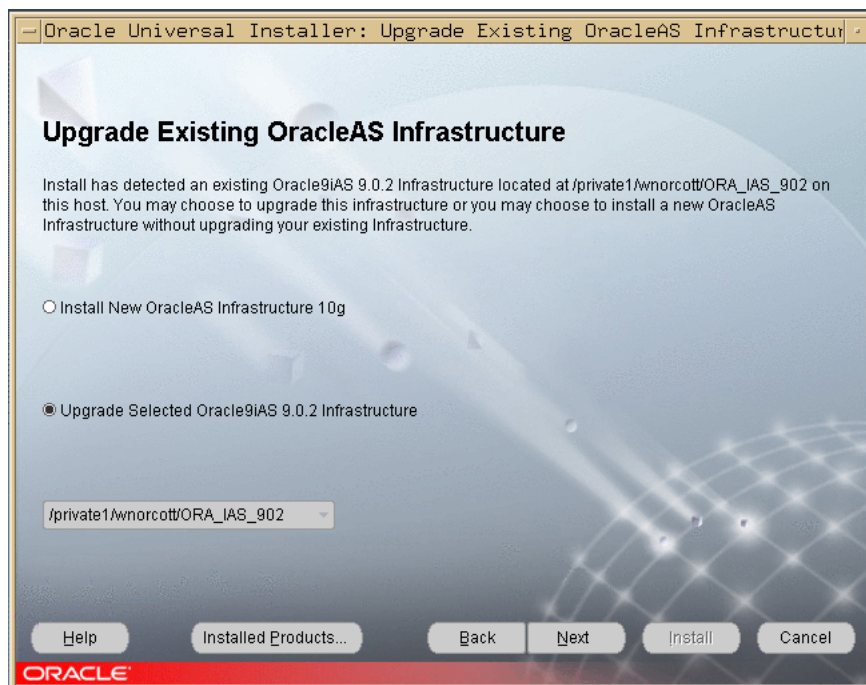 Oracle Universal Installer: Upgrade Existing OracleAS Infrastructur
Upgrade Existing OracleAS Infrastructure
Install has detected an existing Oracle9iAS 9.0.2 Infrastructure located at /private1/wnorcott/ORA_IAS_902 on
this host. You may choose to upgrade this infrastructure or you may choose to install a new OracleAS
Infrastructure without upgrading your existing Infrastructure.
Install New OracleAS Infrastructure 10g
Upgrade Selected Oracle9iAS 9.0.2 Infrastructure
/private1/wnorcott/ORA_IAS_902
Help Installed Products... Back Next Install Cancel
ORACLE